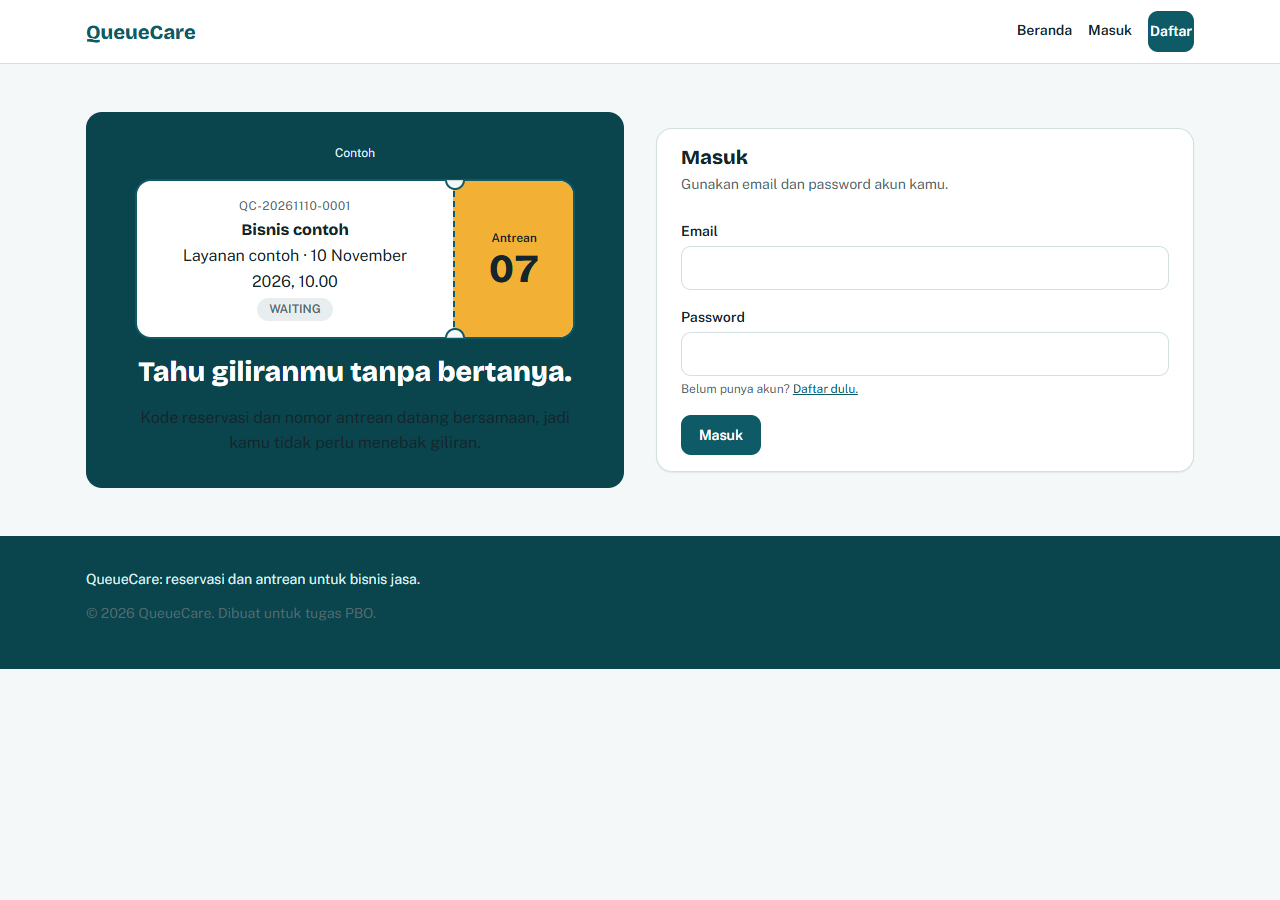 QueueCare
Beranda Masuk Daftar
Contoh
QC-20261110-0001
Bisnis contoh
Layanan contoh · 10 November
2026, 10.00
WAITING
Antrean
07
Tahu giliranmu tanpa bertanya.
Kode reservasi dan nomor antrean datang bersamaan, jadi
kamu tidak perlu menebak giliran.
Masuk
Gunakan email dan password akun kamu.
Email
Password
Belum punya akun? Daftar dulu.
Masuk
QueueCare: reservasi dan antrean untuk bisnis jasa.
© 2026 QueueCare. Dibuat untuk tugas PBO.